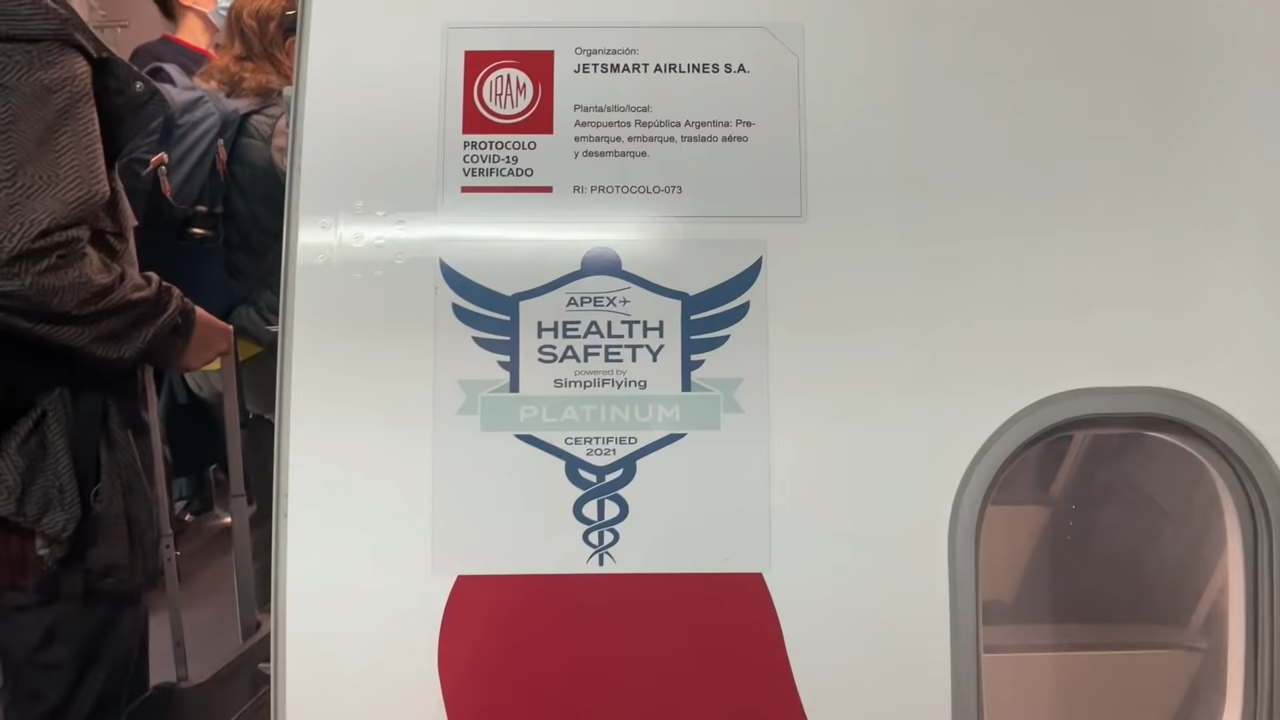 Organización:
JETSMART AIRLINES S.A.
IRAM
Planta/sitio/local:
Aeropuertos República Argentina: Pre-
embarque, embarque, traslado aéreo
y desembarque.
PROTOCOLO
COVID-19
VERIFICADO
RI: PROTOCOLO-073
APEX
HEALTH
SAFETY
powered by
SimpliFlying
PLATINUM
CERTIFIED
2021